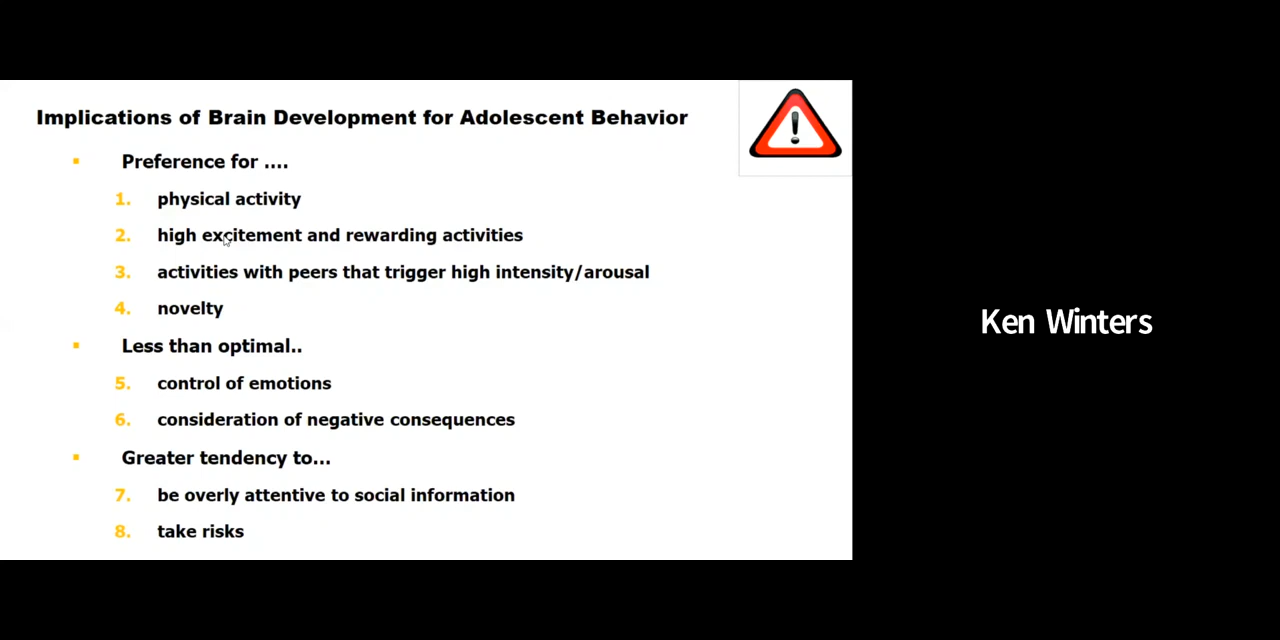 Implications of Brain Development for Adolescent Behavior
Preference for ....
1. physical activity
2. high excitement and rewarding activities
3. activities with peers that trigger high intensity/arousal
4. novelty
Less than optimal..
5. control of emotions
6. consideration of negative consequences
Greater tendency to...
7. be overly attentive to social information
8. take risks
Ken Winters